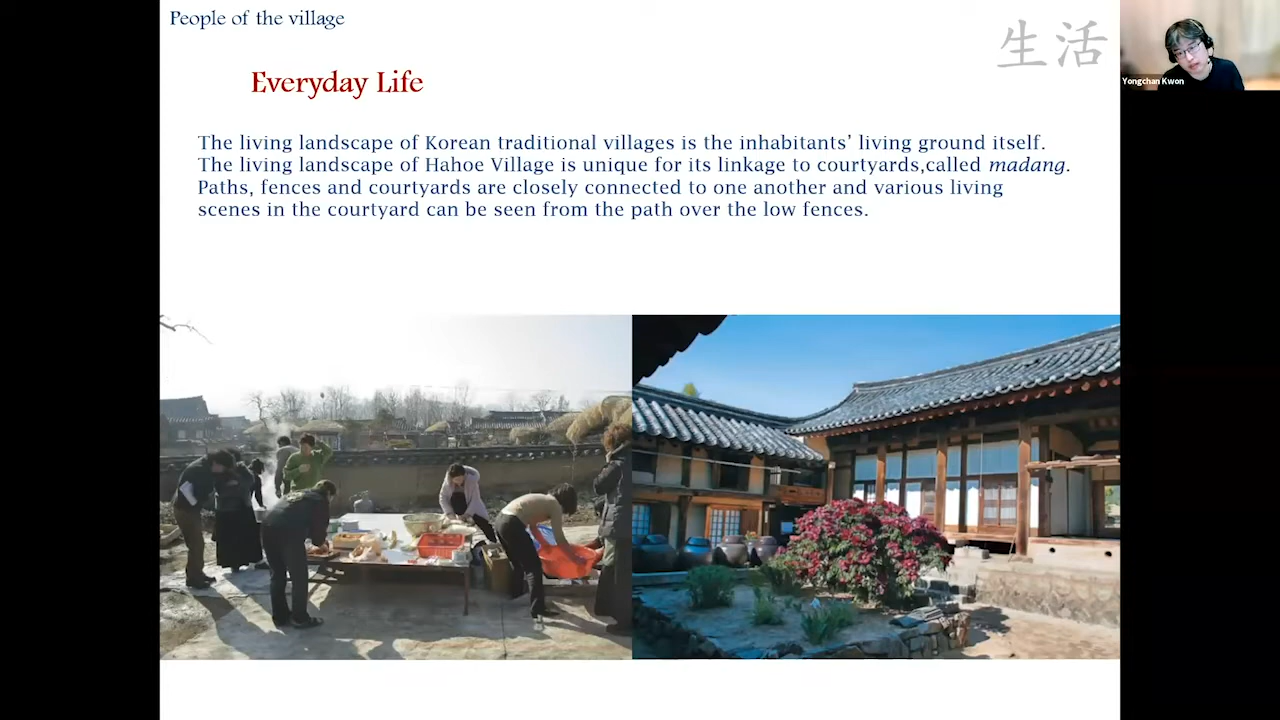 People of the village
生活
Yongchan Kwon
Everyday Life
The living landscape of Korean traditional villages is the inhabitants’ living ground itself.
The living landscape of Hahoe Village is unique for its linkage to courtyards,called madang.
Paths, fences and courtyards are closely connected to one another and various living
scenes in the courtyard can be seen from the path over the low fences.